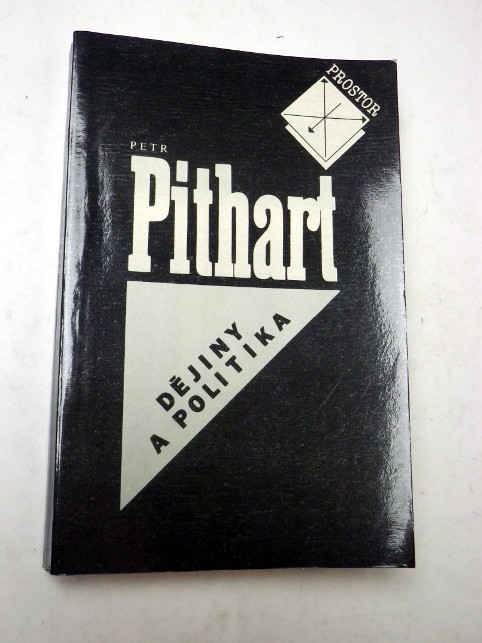 PROSTOR
PETR
Pithart
DĚJINY
A POLITIKA